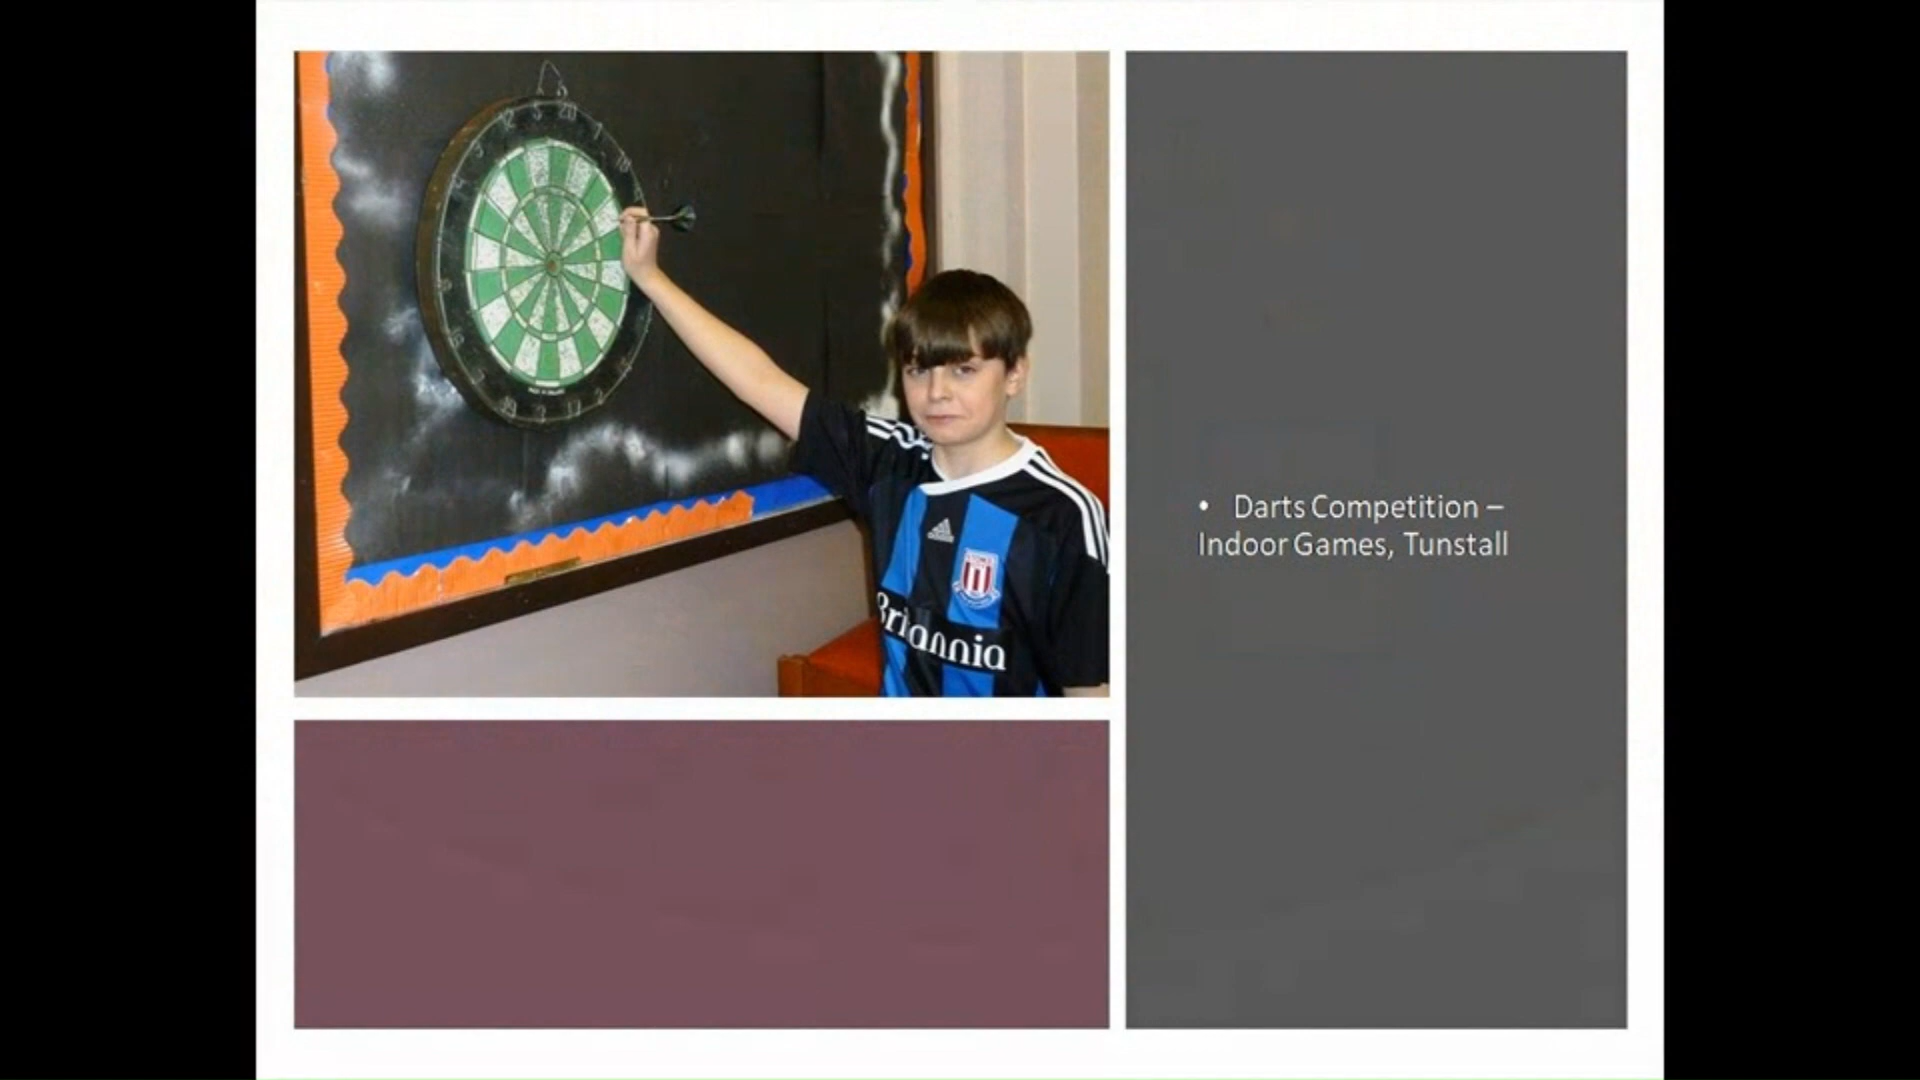 • Darts Competition –
Indoor Games, Tunstall
Britannia